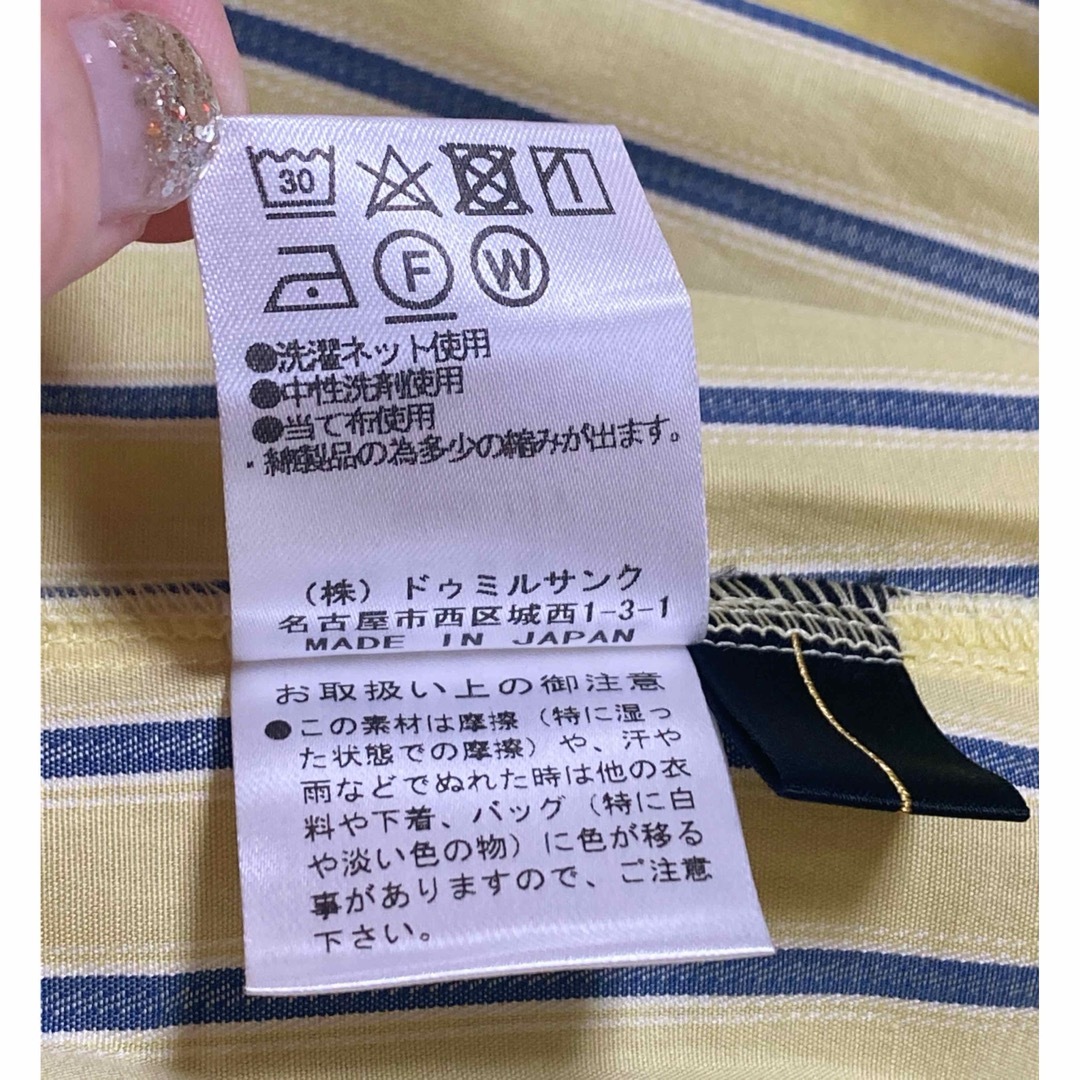 30
F W
●洗濯ネット使用
●中性洗剤使用
●当て布使用
・綿製品の為多少の縮みが出ます。
(株) ドゥミルサンク
名古屋市西区城西1-3-1
MADE IN JAPAN
お取扱い上の御注意
●この素材は摩擦(特に湿っ
た状態での摩擦)や、汗や
雨などでぬれた時は他の衣
料や下着、バッグ(特に白
や淡い色の物)に色が移る
事がありますので、ご注意
下さい。